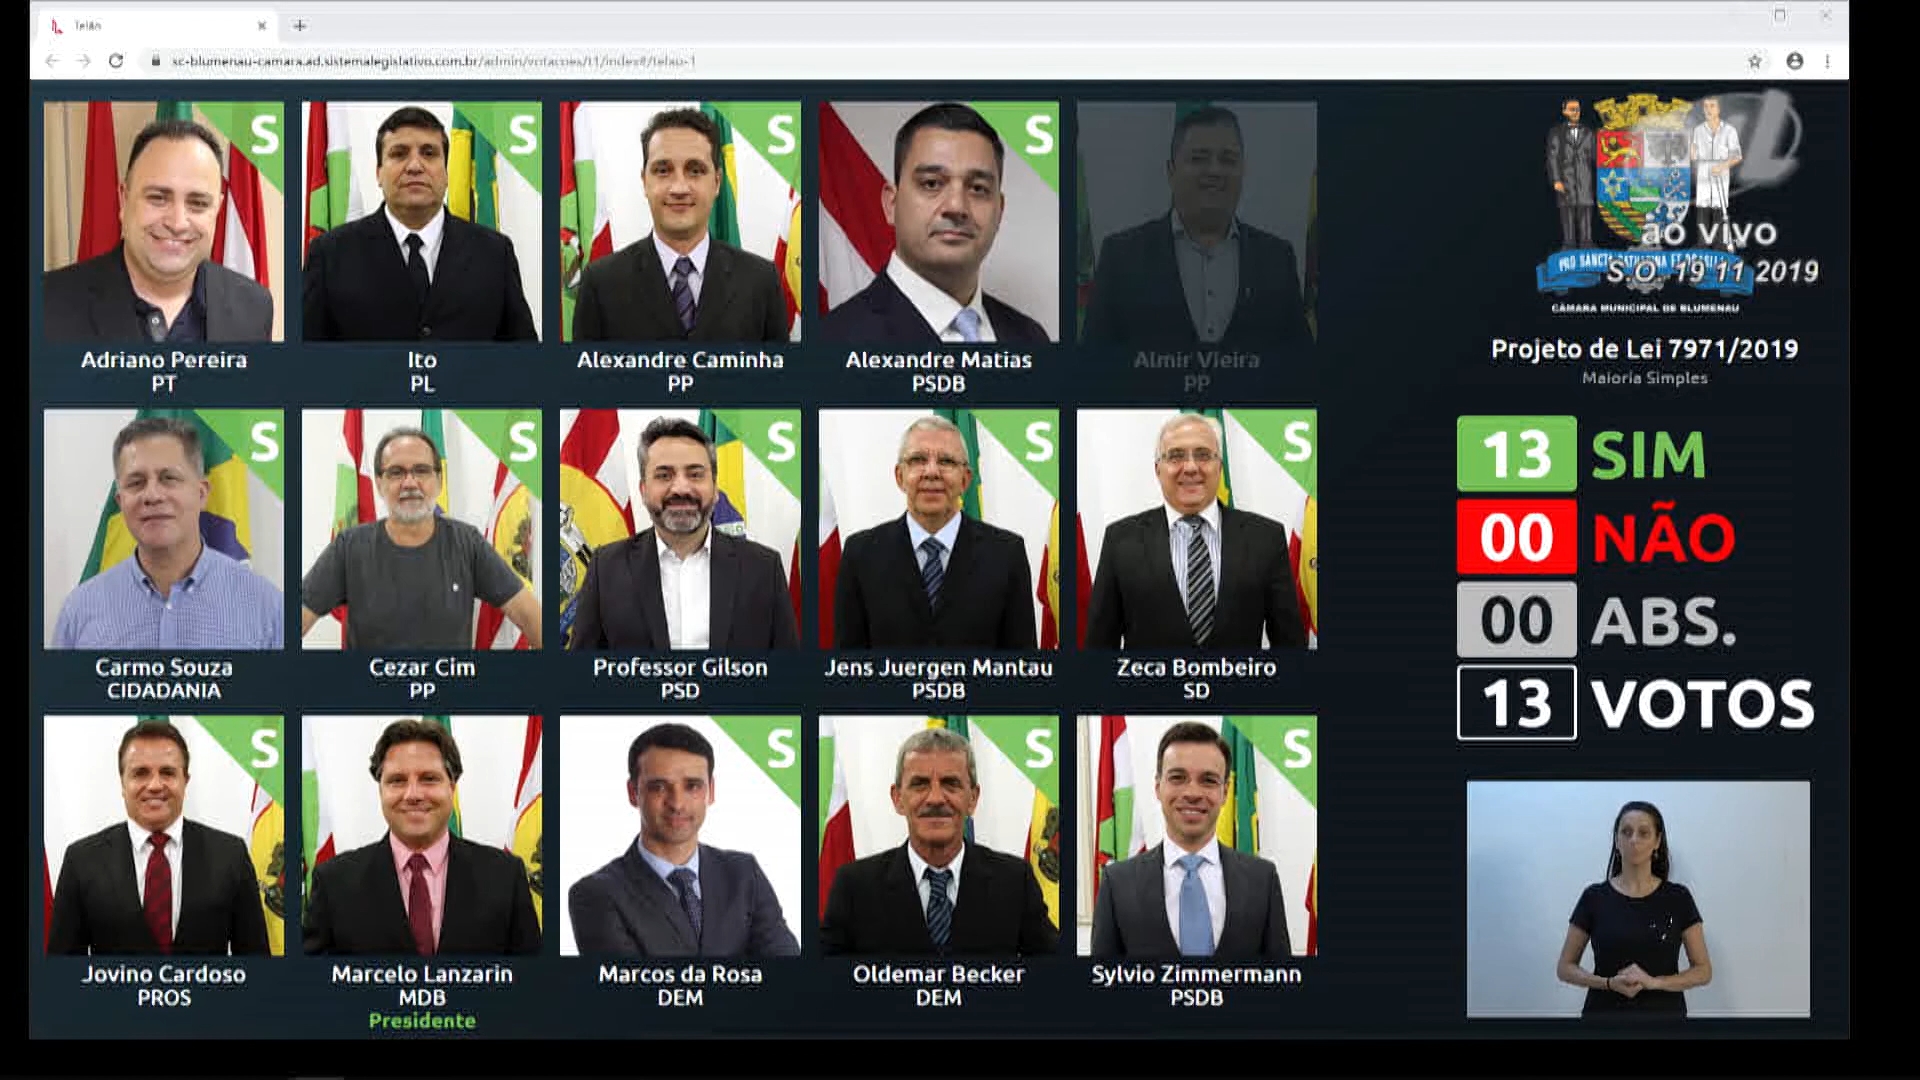 Telão
sc-blumenau-camara.ad.sistemalegislativo.com.br/admin/votacoes/t1/index#/telao-1
S
S
S
S
Adriano Pereira
PT
Ito
PL
Alexandre Caminha
PP
Alexandre Matias
PSDB
Almir Vieira
PP
S
S
S
S
S
Carmo Souza
CIDADANIA
Cezar Cim
PP
Professor Gilson
PSD
Jens Juergen Mantau
PSDB
Zeca Bombeiro
SD
S
S
S
S
Jovino Cardoso
PROS
Marcelo Lanzarin
MDB
Presidente
Marcos da Rosa
DEM
Oldemar Becker
DEM
Sylvio Zimmermann
PSDB
ao vivo
S.O. 19 11 2019
CÂMARA MUNICIPAL DE BLUMENAU
Projeto de Lei 7971/2019
Maioria Simples
13 SIM
00 NÃO
00 ABS.
13 VOTOS